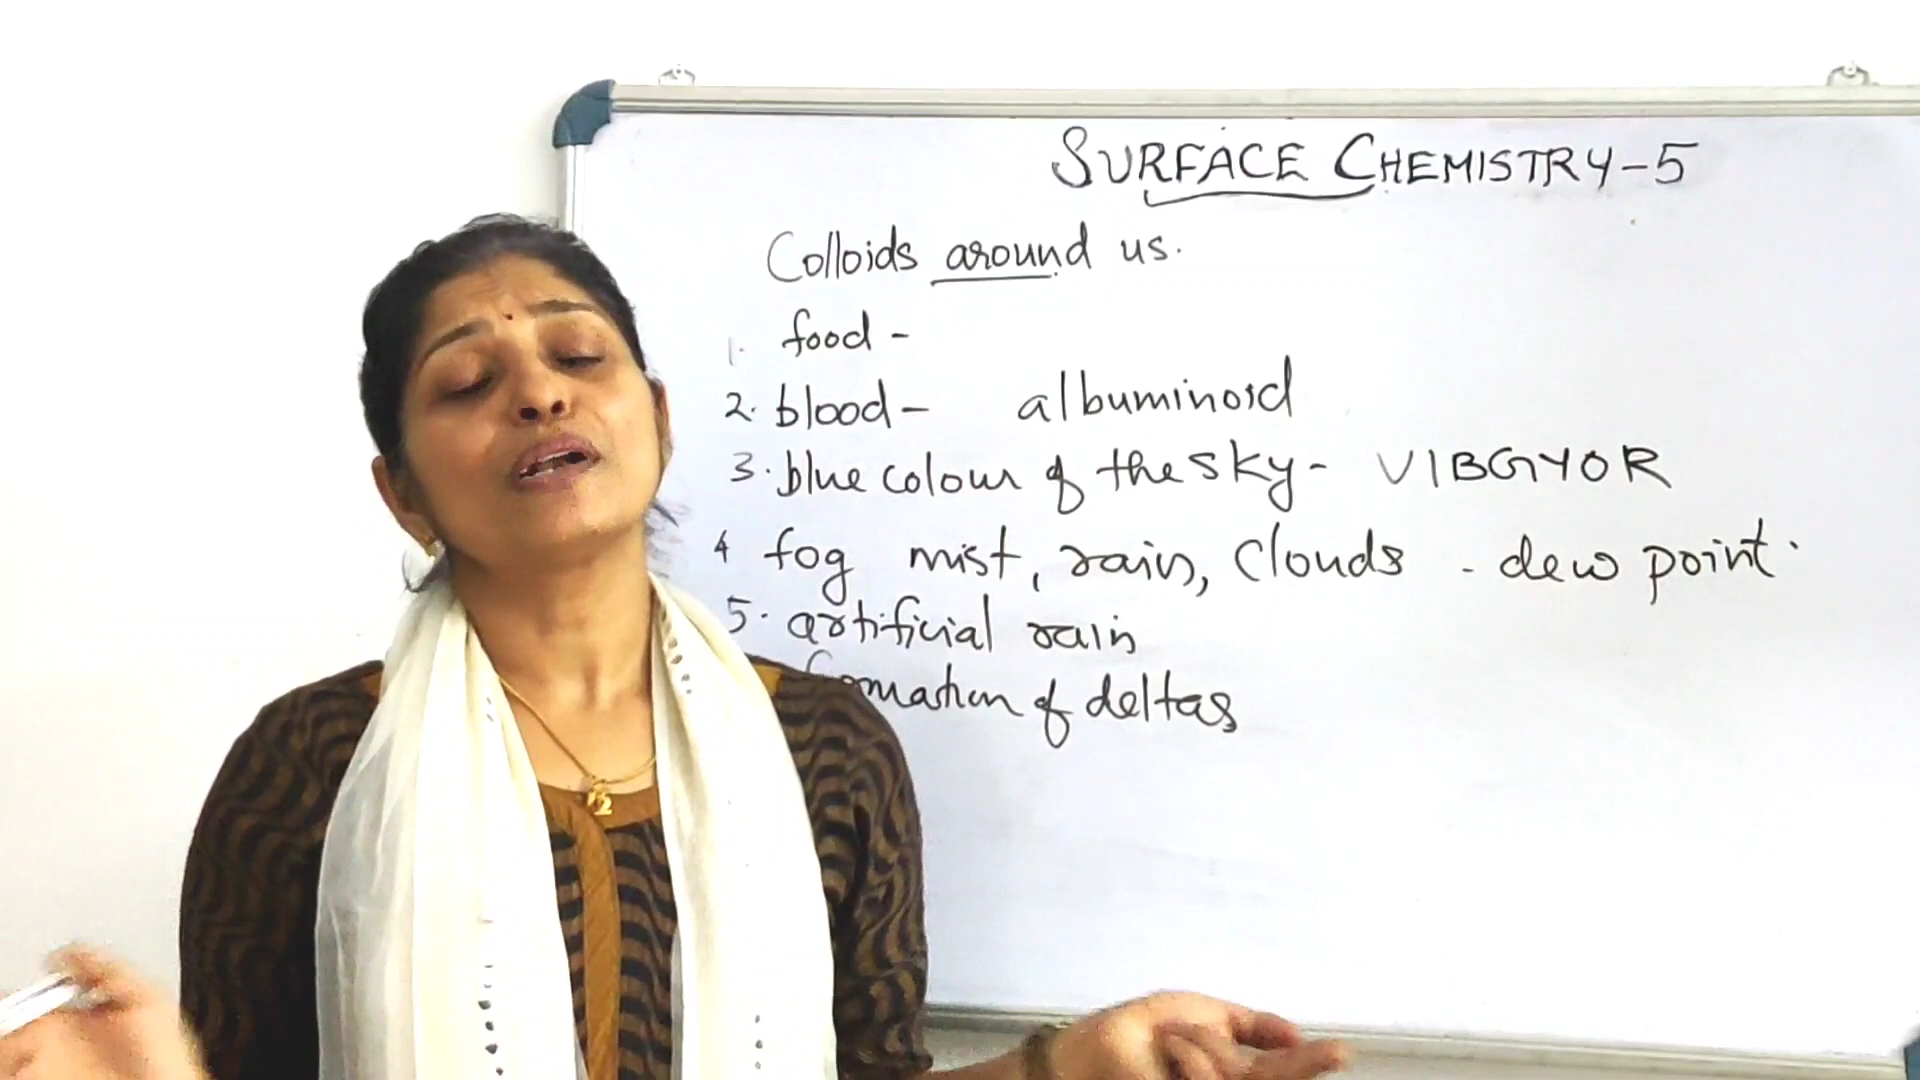 SURFACE CHEMISTRY-5
Colloids around us.
1. food -
2. blood - albuminoid
3. blue colour of the sky - VIBGYOR
4 fog mist, rain, clouds - dew point.
5. artificial rain
formation of deltas